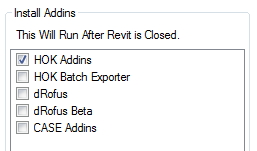 Install Addins
This Will Run After Revit is Closed.
HOK Addins
HOK Batch Exporter
dRofus
dRofus Beta
CASE Addins